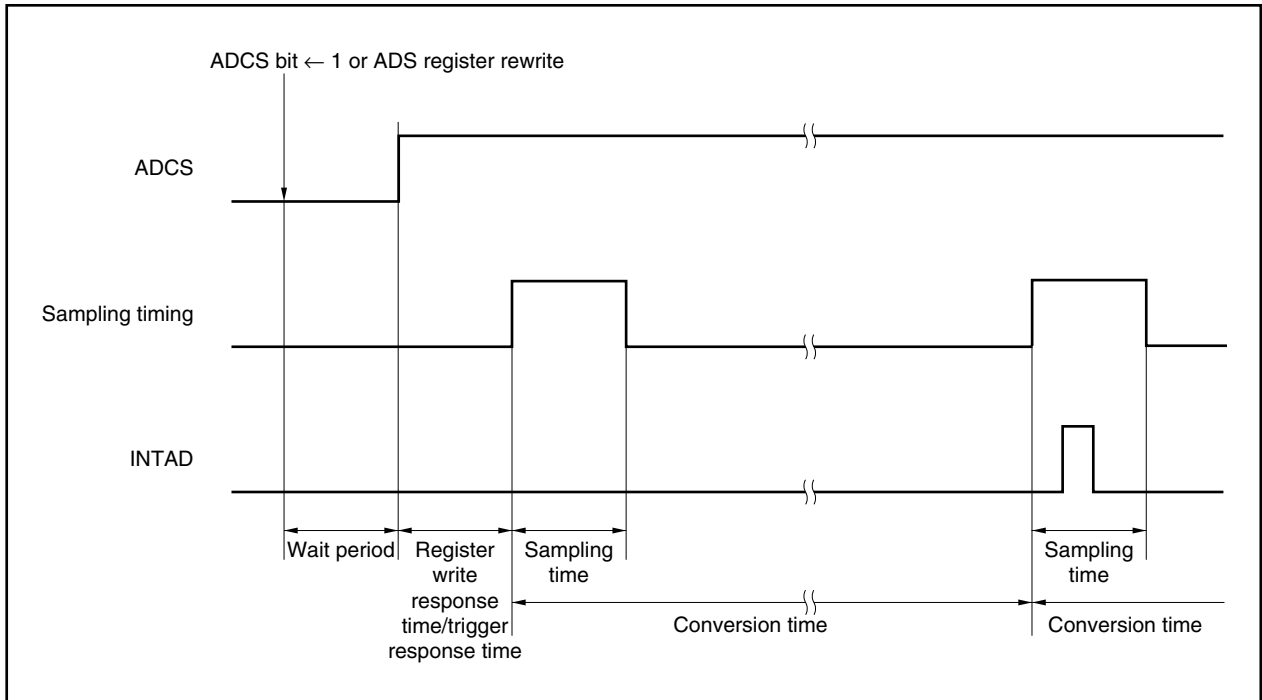 ADCS bit ← 1 or ADS register rewrite
ADCS
Sampling timing
INTAD
Wait period
Register
write
response
time/trigger
response time
Sampling
time
Sampling
time
Conversion time
Conversion time